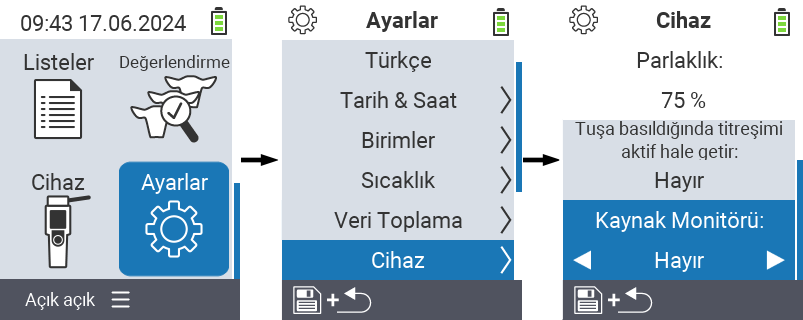 09:43 17.06.2024
Listeler
Değerlendirme
Cihaz
Ayarlar
Açık açık
Ayarlar
Türkçe
Tarih & Saat
Birimler
Sıcaklık
Veri Toplama
Cihaz
+
Cihaz
Parlaklık:
75 %
Tuşa basıldığında titreşimi
aktif hale getir:
Hayır
Kaynak Monitörü:
Hayır
+